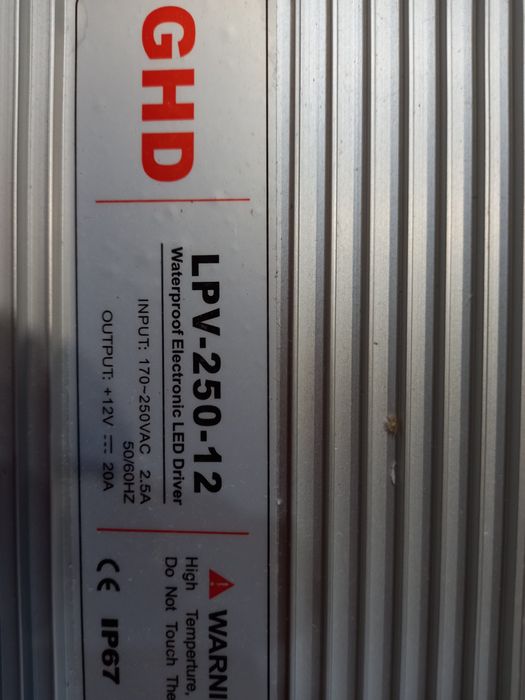 GHD
LPV-250-12
Waterproof Electronic LED Driver
INPUT: 170~250VAC 2.5A
50/60HZ
OUTPUT: +12V ⎓ 20A
WARNI
High Temperture,
Do Not Touch The
CE IP67